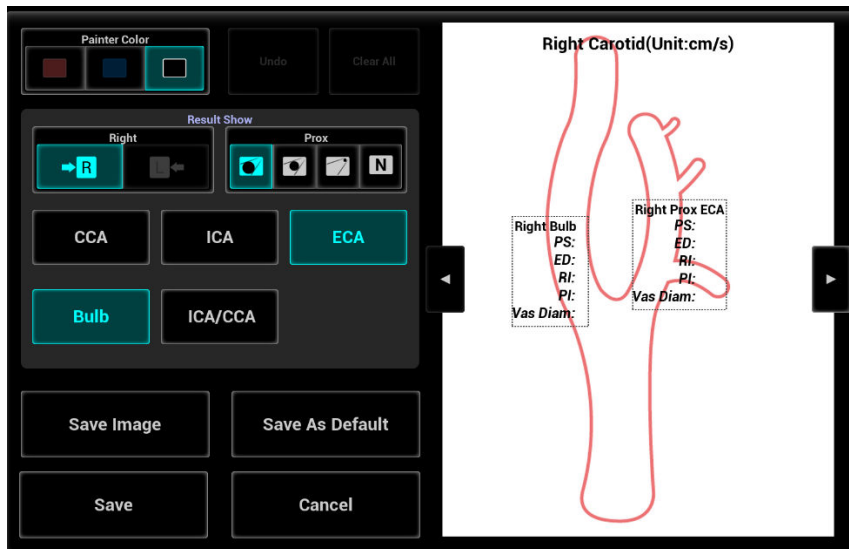 Painter Color
Undo
Clear All
Result Show
Right
Prox
R
L
N
CCA
ICA
ECA
Bulb
ICA/CCA
Save Image
Save As Default
Save
Cancel
Right Carotid(Unit:cm/s)
Right Bulb
PS:
ED:
RI:
PI:
Vas Diam:
Right Prox ECA
PS:
ED:
RI:
PI:
Vas Diam: